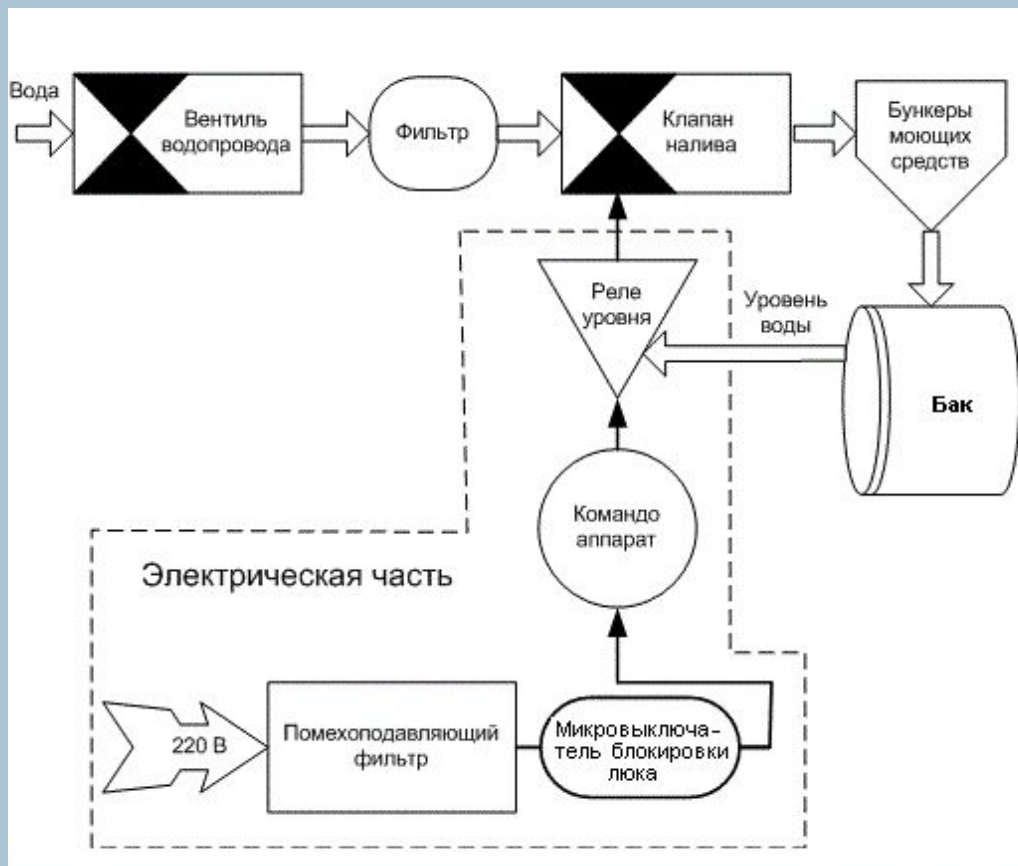 Вода
Вентиль
водопровода
Фильтр
Клапан
налива
Бункеры
моющих
средств
Реле
уровня
Уровень
воды
Бак
Командо
аппарат
Электрическая часть
220 В
Помехоподавляющий
фильтр
Микровыключа-
тель блокировки
люка